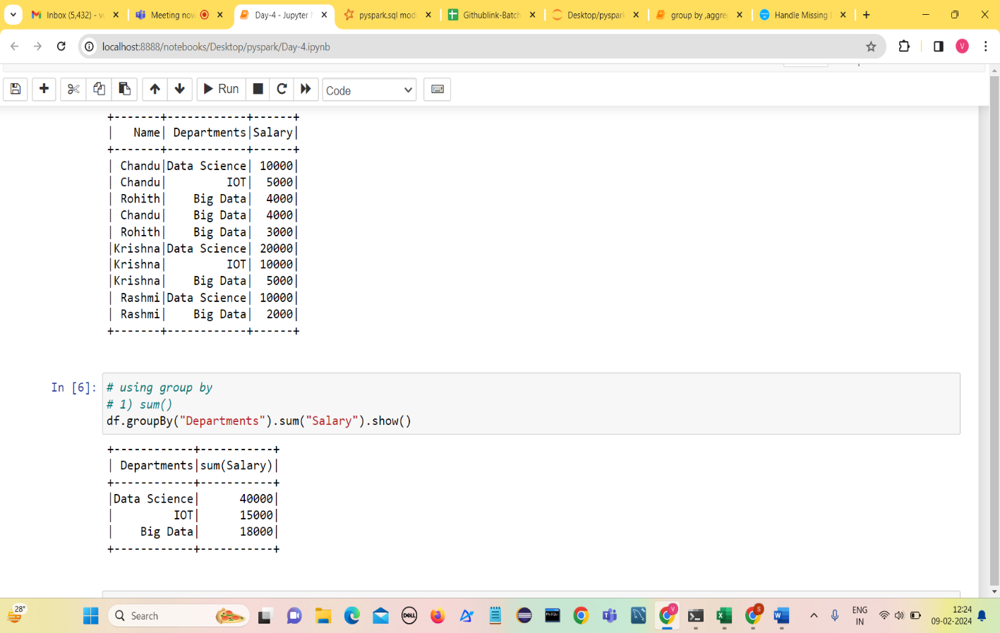 Inbox (5,432) - v
Meeting now
Day-4 - Jupyter
pyspark.sql mod
Githublink-Batch
Desktop/pyspark
group by ,aggre
Handle Missing
localhost:8888/notebooks/Desktop/pyspark/Day-4.ipynb
V
Run
Code
+-------+------------+------+
|   Name| Departments|Salary|
+-------+------------+------+
| Chandu|Data Science| 10000|
| Chandu|         IOT|  5000|
| Rohith|    Big Data|  4000|
| Chandu|    Big Data|  4000|
| Rohith|    Big Data|  3000|
|Krishna|Data Science| 20000|
|Krishna|         IOT| 10000|
|Krishna|    Big Data|  5000|
| Rashmi|Data Science| 10000|
| Rashmi|    Big Data|  2000|
+-------+------------+------+
In [6]:
# using group by
# 1) sum()
df.groupBy("Departments").sum("Salary").show()
+------------+-----------+
| Departments|sum(Salary)|
+------------+-----------+
|Data Science|      40000|
|         IOT|      15000|
|    Big Data|      18000|
+------------+-----------+
28°
Search
DELL
MySQL
V
S
ENG
IN
12:24
09-02-2024